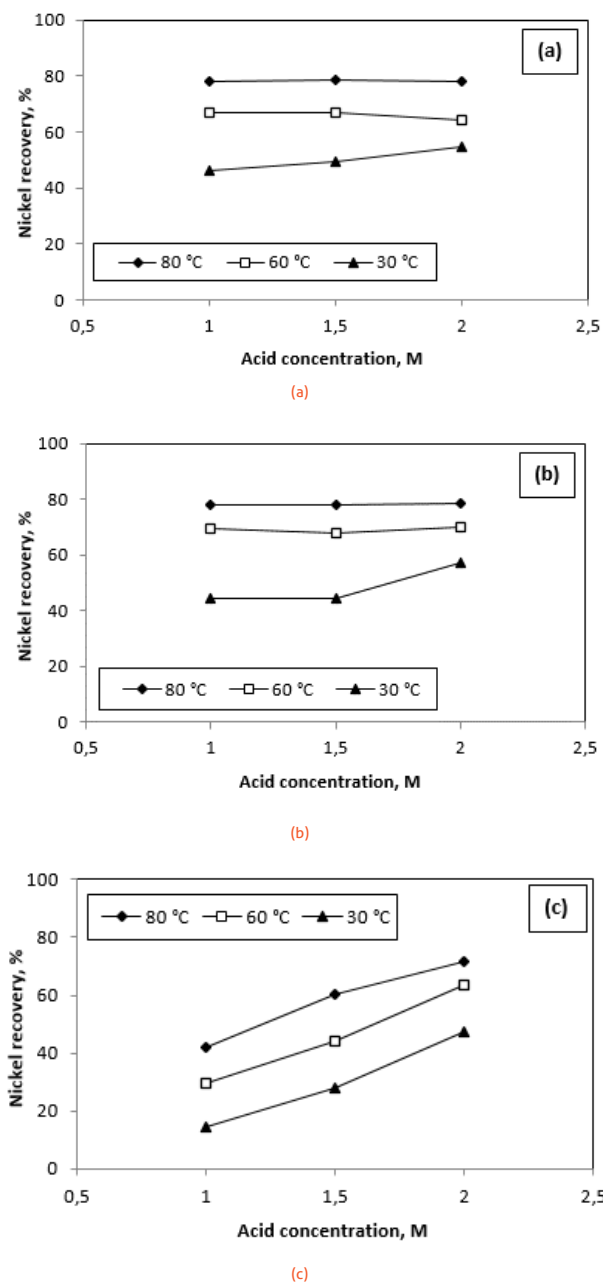 (a)
100
80
60
40
20
0
Nickel recovery, %
80 °C 60 °C 30 °C
0,5 1 1,5 2 2,5
Acid concentration, M
(a)
(b)
100
80
60
40
20
0
Nickel recovery, %
80 °C 60 °C 30 °C
0,5 1 1,5 2 2,5
Acid concentration, M
(b)
(c)
100
80
60
40
20
0
Nickel recovery, %
80 °C 60 °C 30 °C
0,5 1 1,5 2 2,5
Acid concentration, M
(c)